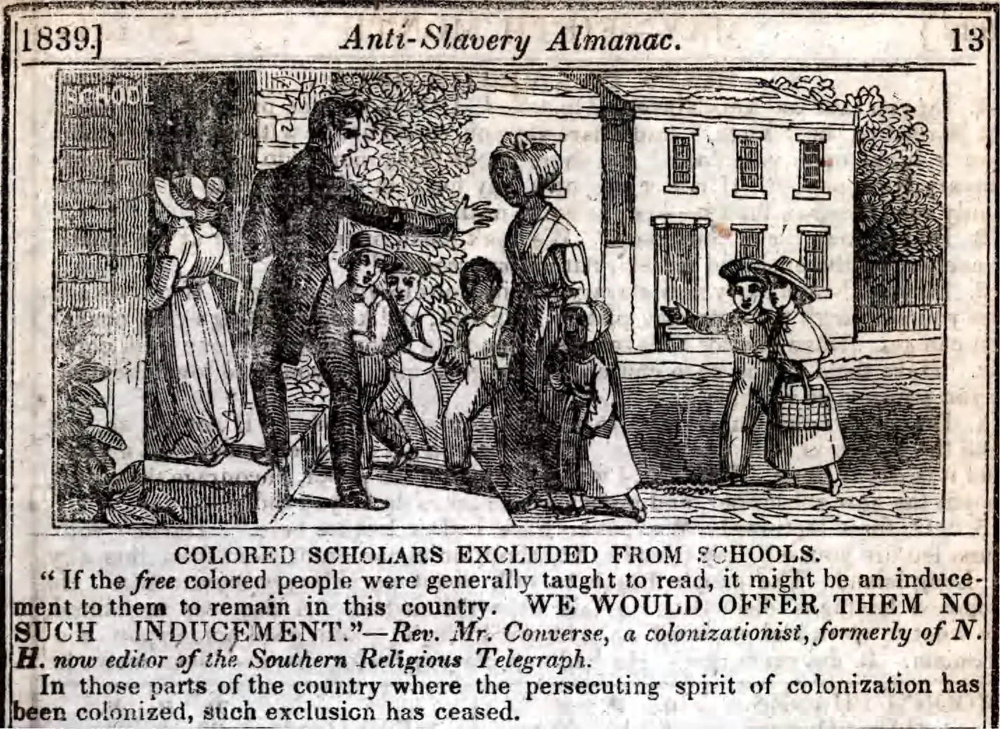 1839.] Anti-Slavery Almanac. 13
SCHOOL
COLORED SCHOLARS EXCLUDED FROM SCHOOLS.
“ If the free colored people were generally taught to read, it might be an induce-
ment to them to remain in this country. WE WOULD OFFER THEM NO
SUCH INDUCEMENT.”—Rev. Mr. Converse, a colonizationist, formerly of N.
H. now editor of the Southern Religious Telegraph.
In those parts of the country where the persecuting spirit of colonization has
been colonized, such exclusion has ceased.